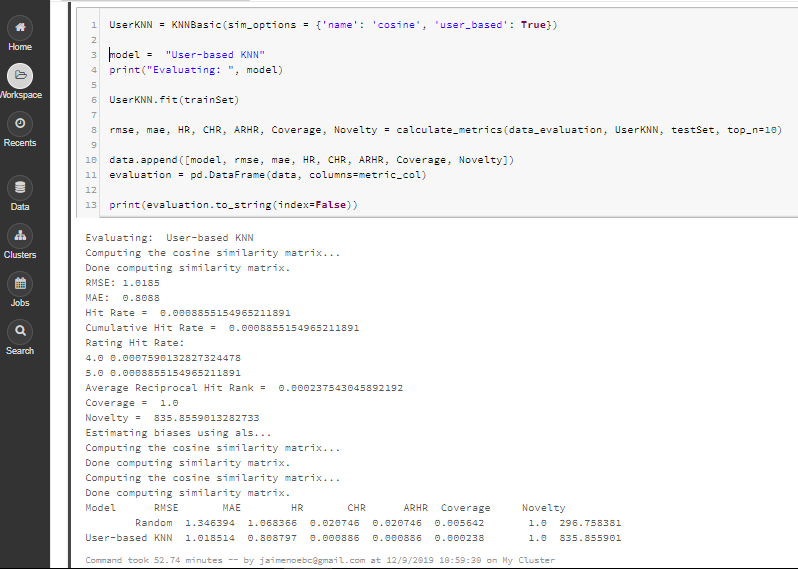 Home
Workspace
Recents
Data
Clusters
Jobs
Search
1 UserKNN = KNNBasic(sim_options = {'name': 'cosine', 'user_based': True})
2
3 model =  "User-based KNN"
4 print("Evaluating: ", model)
5
6 UserKNN.fit(trainSet)
7
8 rmse, mae, HR, CHR, ARHR, Coverage, Novelty = calculate_metrics(data_evaluation, UserKNN, testSet, top_n=10)
9
10 data.append([model, rmse, mae, HR, CHR, ARHR, Coverage, Novelty])
11 evaluation = pd.DataFrame(data, columns=metric_col)
12
13 print(evaluation.to_string(index=False))
Evaluating:  User-based KNN
Computing the cosine similarity matrix...
Done computing similarity matrix.
RMSE: 1.0185
MAE:  0.8088
Hit Rate =  0.0008855154965211891
Cumulative Hit Rate =  0.0008855154965211891
Rating Hit Rate:
4.0 0.0007590132827324478
5.0 0.0008855154965211891
Average Reciprocal Hit Rank =  0.000237543045892192
Coverage =  1.0
Novelty =  835.8559013282733
Estimating biases using als...
Computing the cosine similarity matrix...
Done computing similarity matrix.
Computing the cosine similarity matrix...
Done computing similarity matrix.
Model RMSE MAE HR CHR ARHR Coverage Novelty
Random 1.346394 1.068366 0.020746 0.020746 0.005642 1.0 296.758381
User-based KNN 1.018514 0.808797 0.000886 0.000886 0.000238 1.0 835.855901
Command took 52.74 minutes -- by jaimenoebc@gmail.com at 12/9/2019 10:59:30 on My Cluster